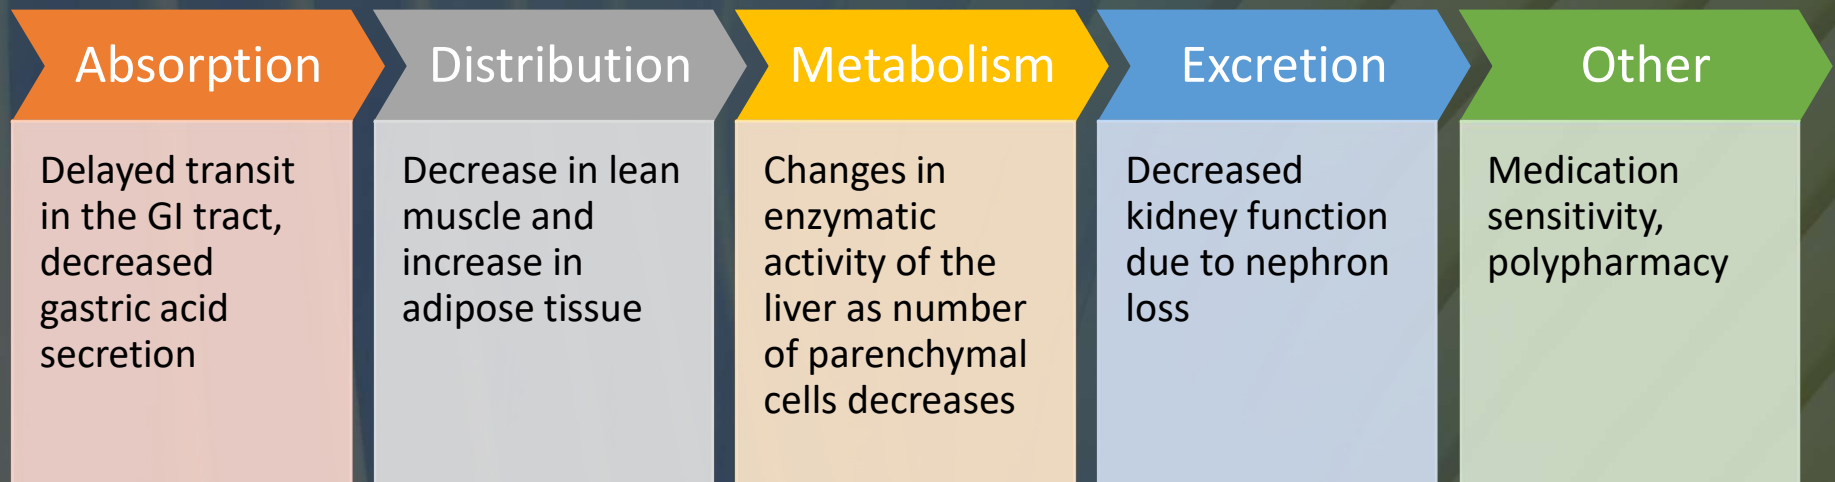 Absorption
Delayed transit
in the GI tract,
decreased
gastric acid
secretion
Distribution
Decrease in lean
muscle and
increase in
adipose tissue
Metabolism
Changes in
enzymatic
activity of the
liver as number
of parenchymal
cells decreases
Excretion
Decreased
kidney function
due to nephron
loss
Other
Medication
sensitivity,
polypharmacy